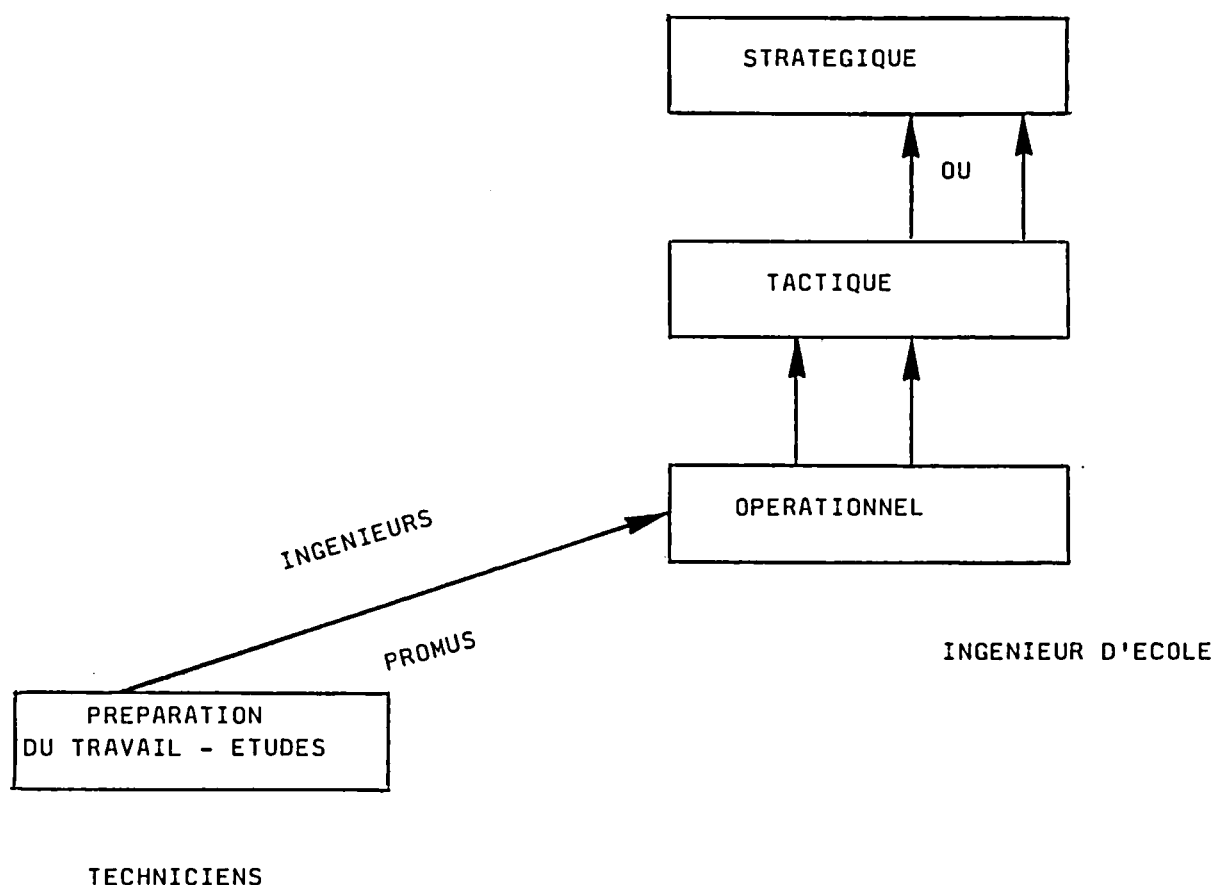 STRATEGIQUE
OU
TACTIQUE
OPERATIONNEL
INGENIEURS
PROMUS
INGENIEUR D'ECOLE
PREPARATION
DU TRAVAIL - ETUDES
TECHNICIENS